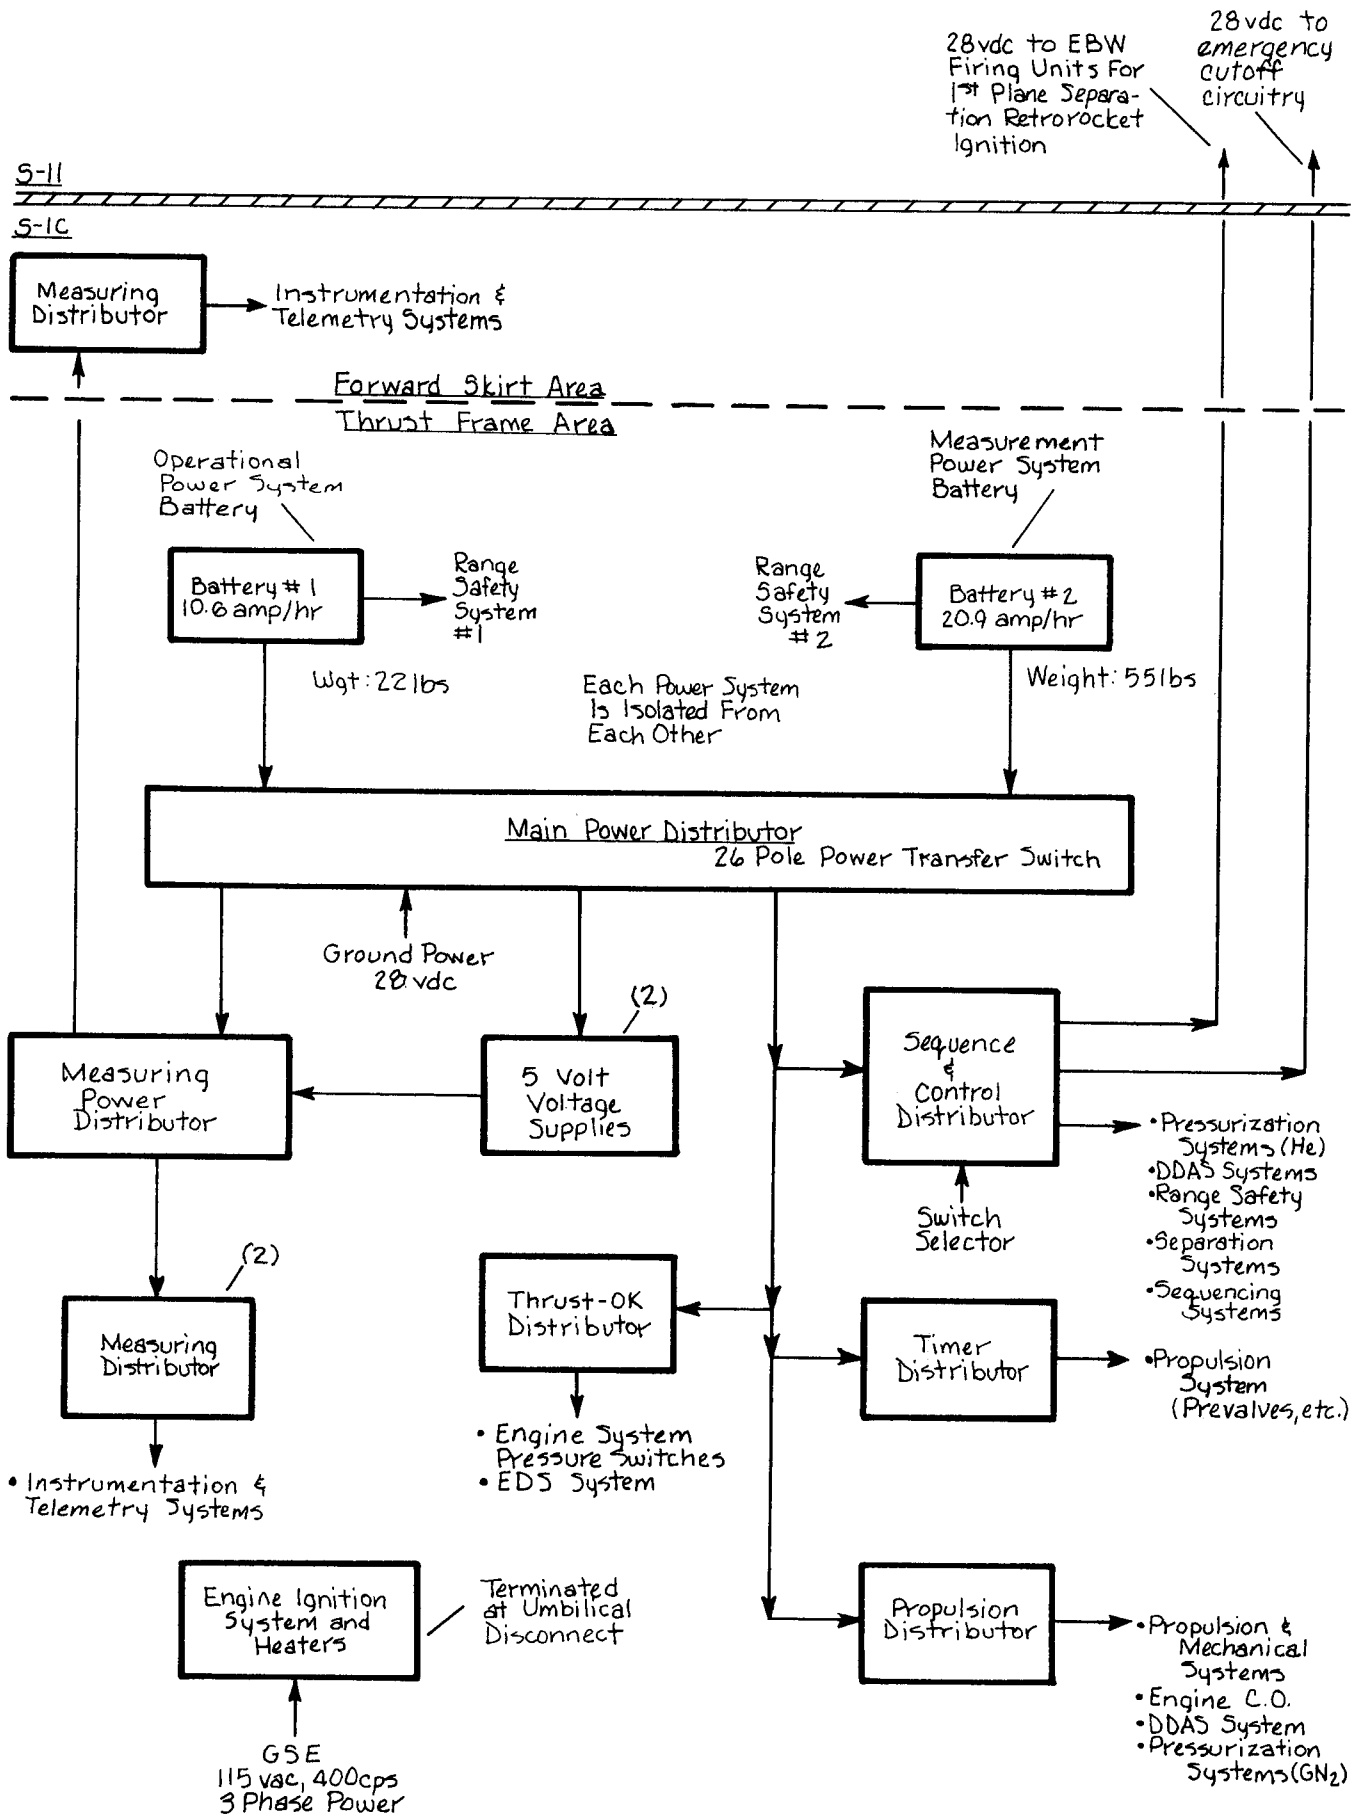 28vdc to EBW
Firing Units For
1st Plane Separa-
tion Retrorocket
Ignition
28vdc to
emergency
cutoff
circuitry
S-II
S-IC
Measuring
Distributor
Instrumentation &
Telemetry Systems
Forward Skirt Area
Thrust Frame Area
Operational
Power System
Battery
Measurement
Power System
Battery
Battery #1
10.6 amp/hr
Range
Safety
System
#1
Range
Safety
System
#2
Battery #2
20.9 amp/hr
Wgt: 22 lbs
Each Power System
Is Isolated From
Each Other
Weight: 55 lbs
Main Power Distributor
26 Pole Power Transfer Switch
Ground Power
28 vdc
(2)
Measuring
Power
Distributor
5 Volt
Voltage
Supplies
Sequence
&
Control
Distributor
• Pressurization
Systems (He)
• DDAS Systems
• Range Safety
Systems
• Separation
Systems
• Sequencing
Systems
Switch
Selector
(2)
Measuring
Distributor
Thrust-OK
Distributor
Timer
Distributor
• Propulsion
System
(Prevalves, etc.)
• Engine System
Pressure Switches
• EDS System
• Instrumentation &
Telemetry Systems
Engine Ignition
System and
Heaters
Terminated
at Umbilical
Disconnect
Propulsion
Distributor
• Propulsion &
Mechanical
Systems
• Engine C.O.
• DDAS System
• Pressurization
Systems (GN2)
GSE
115 vac, 400cps
3 Phase Power